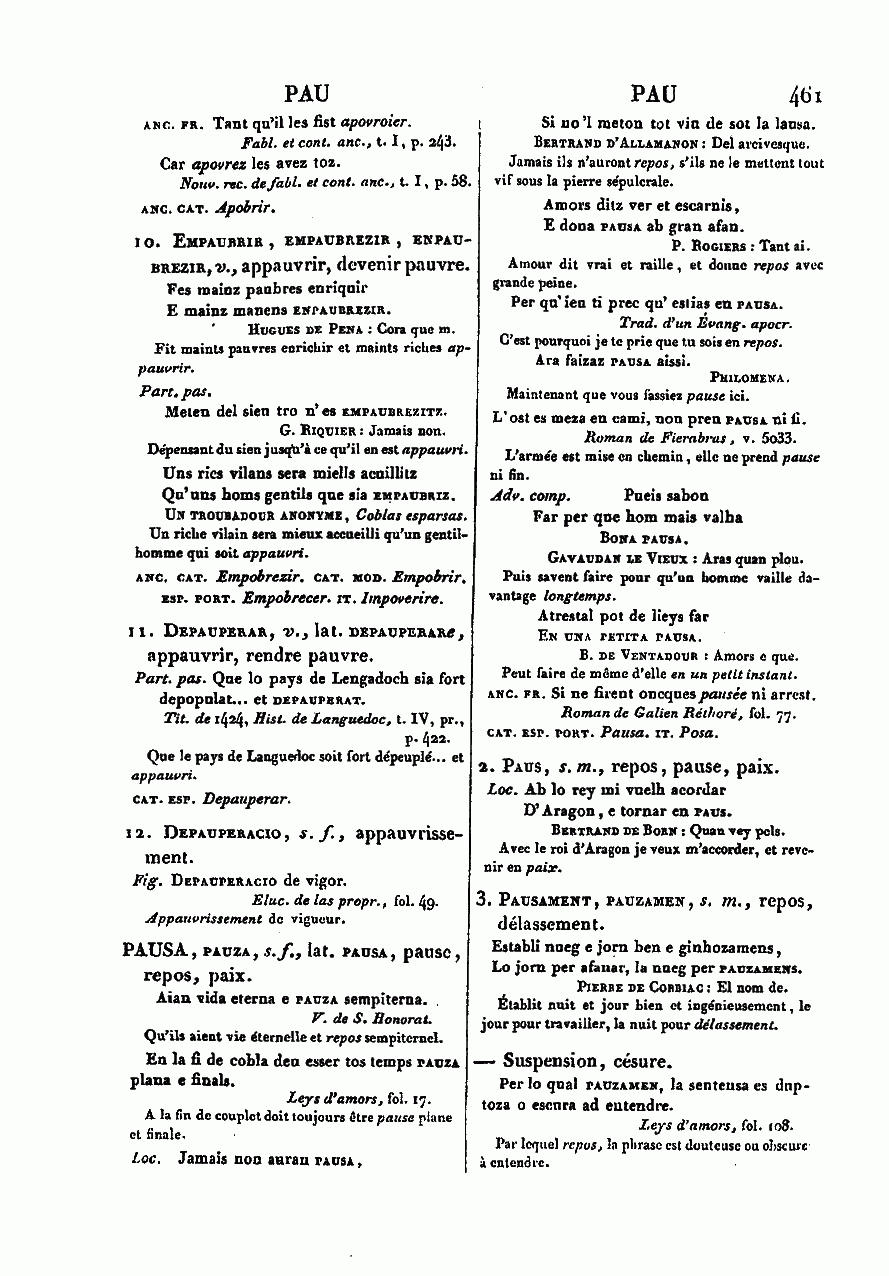 PAU
PAU 461
ANC. FR. Tant qu'il les fist apovroier.
Fabl. et cont. anc., t. I, p. 243.
Car apovrez les avez toz.
Nouv. rec. de fabl. et cont. anc., t. I, p. 58.
ANC. CAT. Apobrir.
10. EMPAUBRIR, EMPAUBREZIR, ENPAU-
BREZIR, v., appauvrir, devenir pauvre.
Fes mainz paubres enriquir
E mainz manens ENPAUBREZIR.
HUGUES DE PENA : Cora que m.
Fit maints pauvres enrichir et maints riches ap-
pauvrir.
Part. pas.
Meten del sien tro n'es EMPAUBREZITZ.
G. RIQUIER : Jamais non.
Dépensant du sien jusqu'à ce qu'il en est appauvri.
Uns rics vilans sera miells acuillitz
Qu'uns homs gentils que sia EMPAUBRIZ.
UN TROUBADOUR ANONYME, Coblas esparsas.
Un riche vilain sera mieux accueilli qu'un gentil-
homme qui soit appauvri.
ANC. CAT. Empobrezir. CAT. MOD. Empobrir.
ESP. PORT. Empobrecer. IT. Impoverire.
11. DEPAUPERAR, v., lat. DEPAUPERARe,
appauvrir, rendre pauvre.
Part. pas. Que lo pays de Lengadoch sia fort
depopulat... et DEPAUPERAT.
Tit. de 1424, Hist. de Languedoc, t. IV, pr.,
p. 422.
Que le pays de Languedoc soit fort dépeuplé... et
appauvri.
CAT. ESP. Depauperar.
12. DEPAUPERACIO, s. f., appauvrisse-
ment.
Fig. DEPAUPERACIO de vigor.
Eluc. de las propr., fol. 49.
Appauvrissement de vigueur.
PAUSA, PAUZA, s. f., lat. PAUSA, pause,
repos, paix.
Aian vida eterna e PAUZA sempiterna.
V. de S. Honorat.
Qu'ils aient vie éternelle et repos sempiternel.
En la fi de cobla deu esser tos temps PAUZA
plana e finals.
Leys d'amors, fol. 17.
A la fin de couplet doit toujours être pause plane
et finale.
Loc. Jamais non auran PAUSA,
Si no'l meton tot viu de sot la lausa.
BERTRAND D'ALLAMANON : Del arcivesque.
Jamais ils n'auront repos, s'ils ne le mettent tout
vif sous la pierre sépulcrale.
Amors ditz ver et escarnis,
E dona PAUSA ab gran afan.
P. ROGIERS : Tant ai.
Amour dit vrai et raille, et donne repos avec
grande peine.
Per qu'ieu ti prec qu' estias en PAUSA.
Trad. d'un Évang. apocr.
C'est pourquoi je te prie que tu sois en repos.
Ara faizaz PAUSA aissi.
PHILOMENA.
Maintenant que vous fassiez pause ici.
L'ost es meza en cami, non pren PAUSA ni fi.
Roman de Fierabras, v. 5033.
L'armée est mise en chemin, elle ne prend pause
ni fin.
Adv. comp. Pueis sabon
Far per que hom mais valha
BONA PAUSA.
GAVAUDAN LE VIEUX : Aras quan plou.
Puis savent faire pour qu'un homme vaille da-
vantage longtemps.
Atrestal pot de lieys far
EN UNA PETITA PAUSA.
B. DE VENTADOUR : Amors e que.
Peut faire de même d'elle en un petit instant.
ANC. FR. Si ne firent oncques pausée ni arrest.
Roman de Galien Réthoré, fol. 77.
CAT. ESP. PORT. Pausa. IT. Posa.
2. PAUS, s. m., repos, pause, paix.
Loc. Ab lo rey mi vuelh acordar
D'Aragon, e tornar en PAUS.
BERTRAND DE BORN : Quan vey pels.
Avec le roi d'Aragon je veux m'accorder, et reve-
nir en paix.
3. PAUSAMENT, PAUZAMEN, s. m., repos,
délassement.
Establi nueg e jorn ben e ginhozamens,
Lo jorn per afanar, la nueg per PAUZAMENS.
PIERRE DE CORBIAC : El nom de.
Établit nuit et jour bien et ingénieusement, le
jour pour travailler, la nuit pour délassement.
— Suspension, césure.
Per lo qual PAUZAMEN, la sentensa es dup-
toza o escura ad entendre.
Leys d'amors, fol. 108.
Par lequel repos, la phrase est douteuse ou obscure
à entendre.